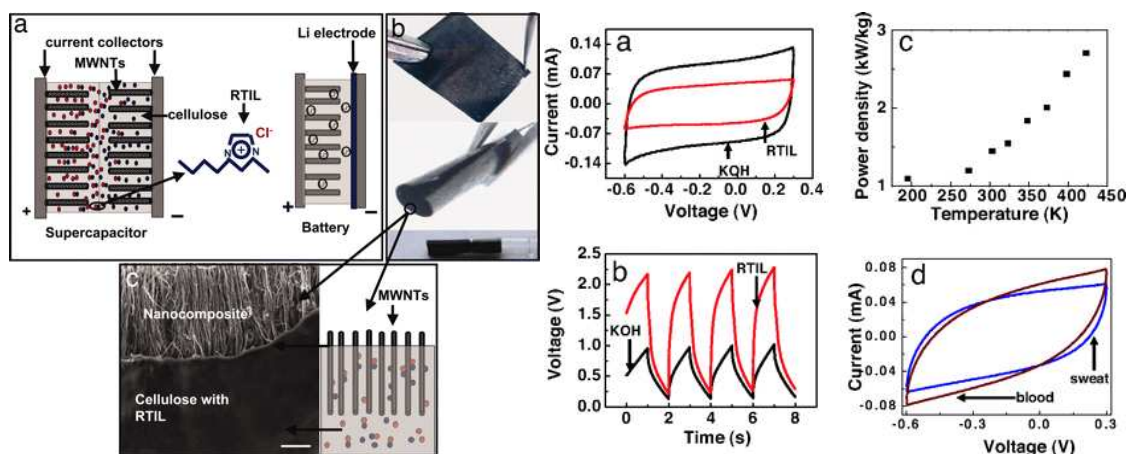 a
current collectors
MWNTs
Li electrode
RTIL
Cl-
cellulose
N
+
N
+
−
+
−
Supercapacitor
Battery
b
c
Nanocomposite
MWNTs
Cellulose with
RTIL
a
Current (mA)
0.14
0.07
0.00
-0.07
-0.14
RTIL
KOH
-0.6 -0.3 0.0 0.3 0.4
Voltage (V)
c
Power density (kW/kg)
3
2
1
200 250 300 350 400 450
Temperature (K)
b
Voltage (V)
2.5
2.0
1.5
1.0
0.5
0.0
RTIL
KOH
0 2 4 6 8
Time (s)
d
Current (mA)
0.08
0.04
0.00
-0.04
-0.08
sweat
blood
-0.6 -0.3 0.0 0.3
Voltage (V)